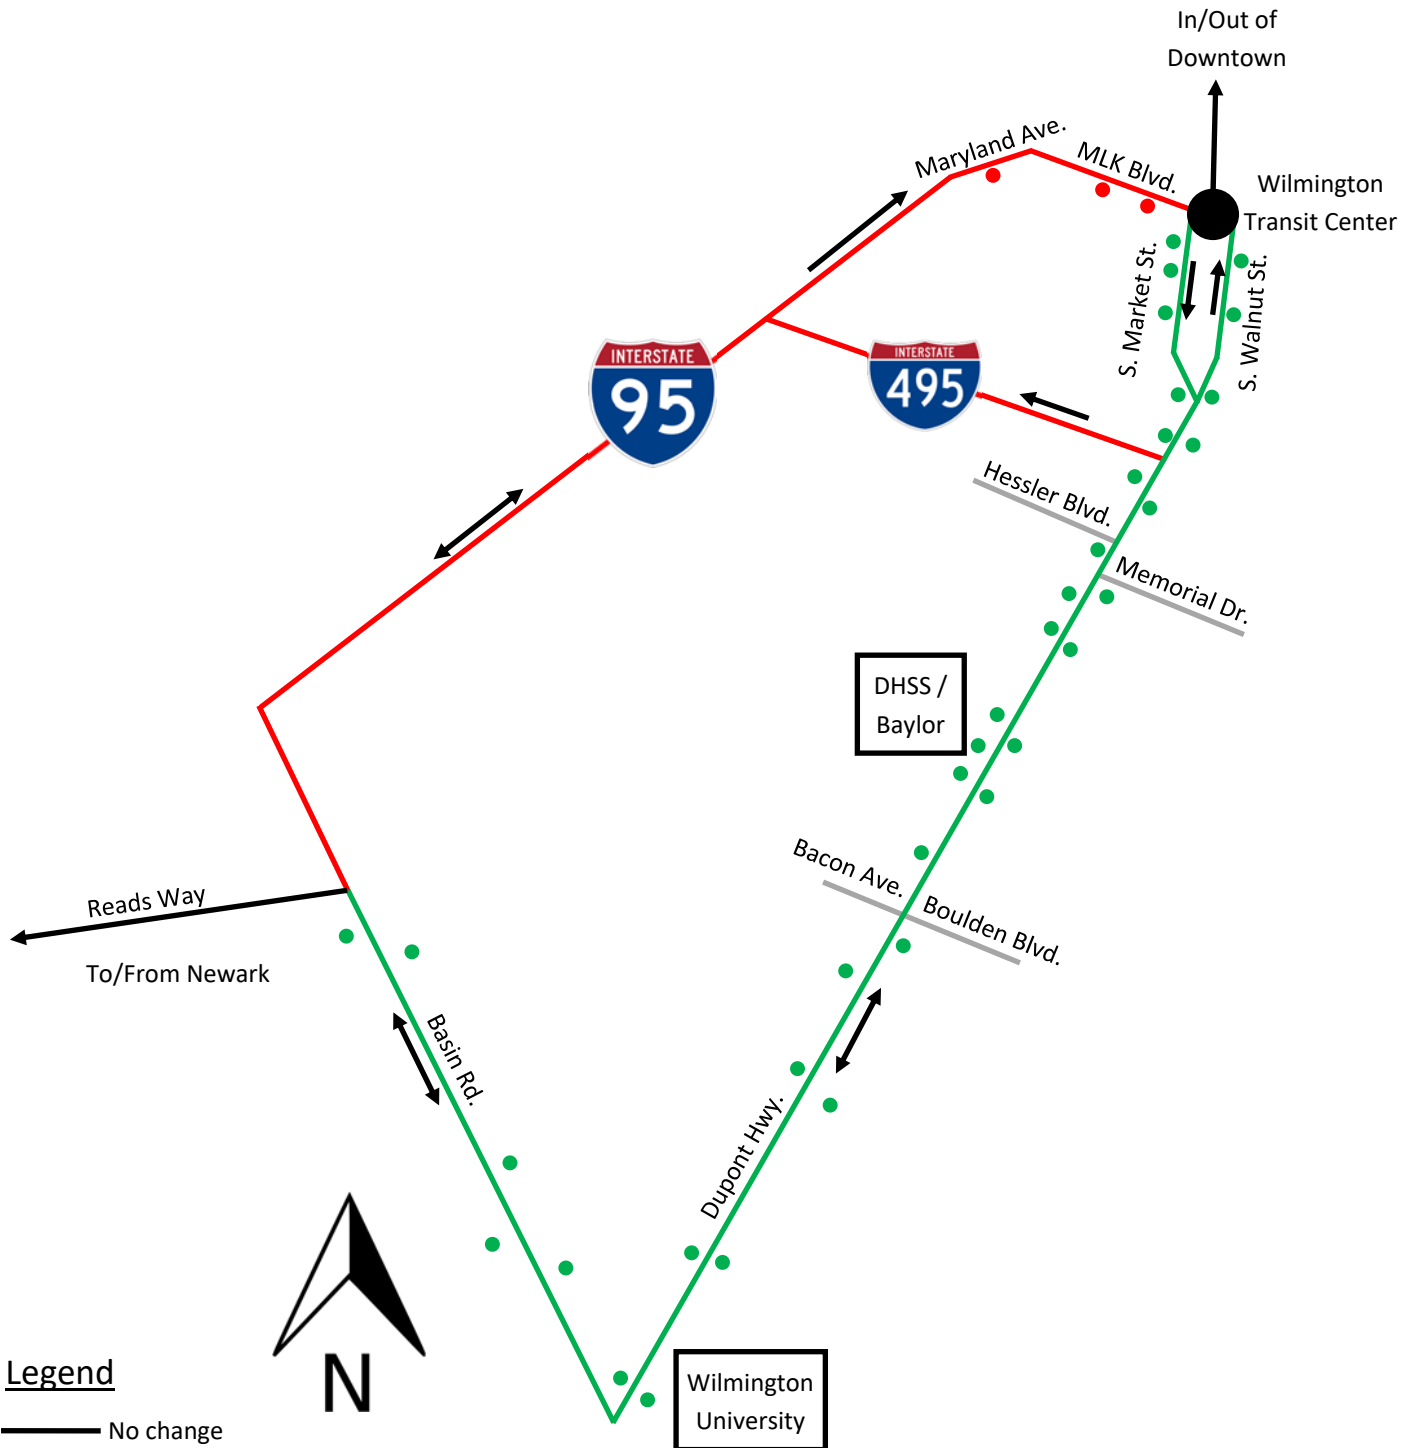 In/Out of
Downtown
Maryland Ave.
MLK Blvd.
Wilmington
Transit Center
S. Market St.
S. Walnut St.
INTERSTATE
95
INTERSTATE
495
Hessler Blvd.
Memorial Dr.
DHSS /
Baylor
Bacon Ave.
Boulden Blvd.
Reads Way
To/From Newark
Basin Rd.
Dupont Hwy.
N
Wilmington
University
Legend
No change